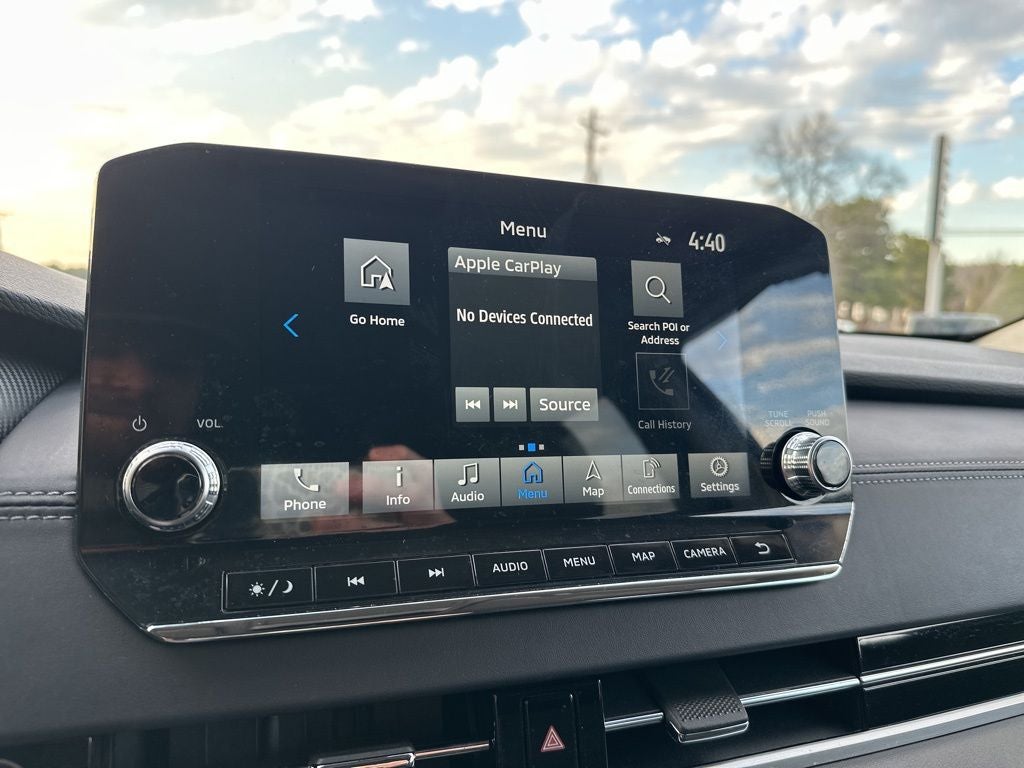 Menu
4:40
Go Home
Apple CarPlay
No Devices Connected
Source
Search POI or
Address
Call History
VOL.
TUNE
SCROLL
PUSH
SOUND
Phone
Info
Audio
Menu
Map
Connections
Settings
AUDIO
MENU
MAP
CAMERA